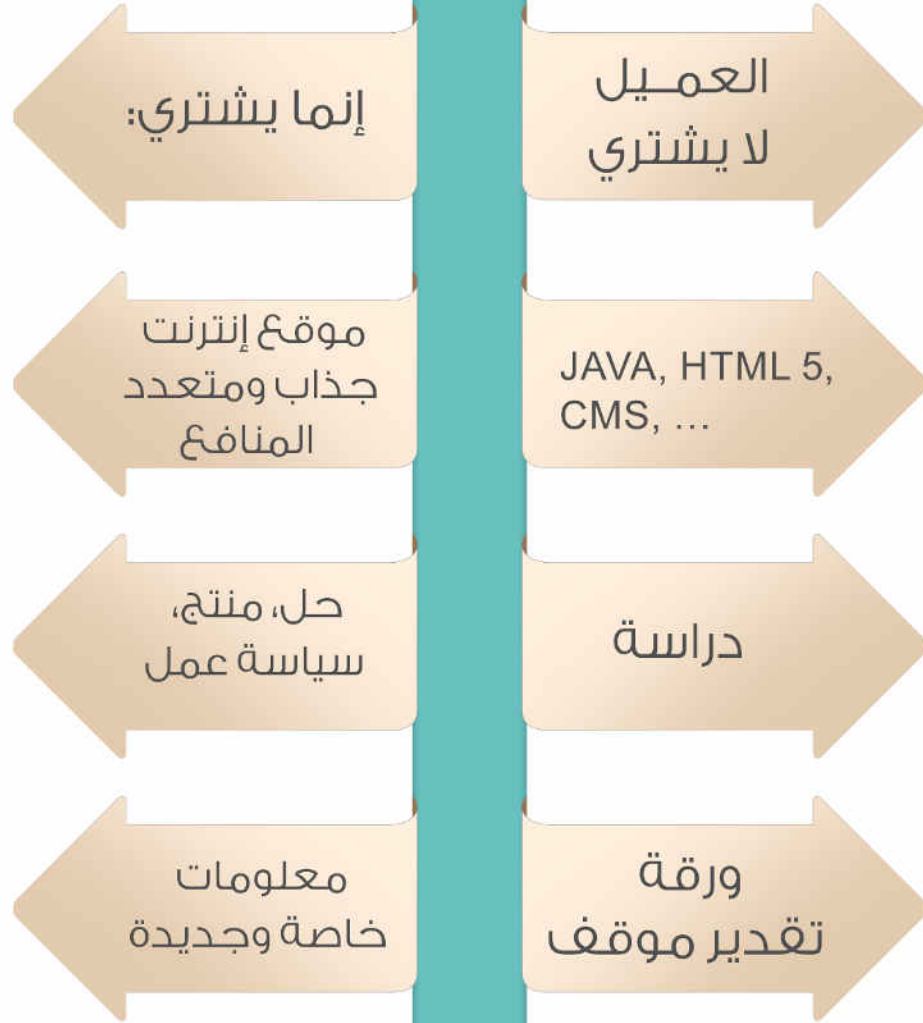 العميل
لا يشتري
إنما يشتري:
JAVA, HTML 5,
CMS, ...
موقع إنترنت
جذاب ومتعدد
المنافع
دراسة
حل، منتج،
سياسة عمل
ورقة
تقدير موقف
معلومات
خاصة وجديدة